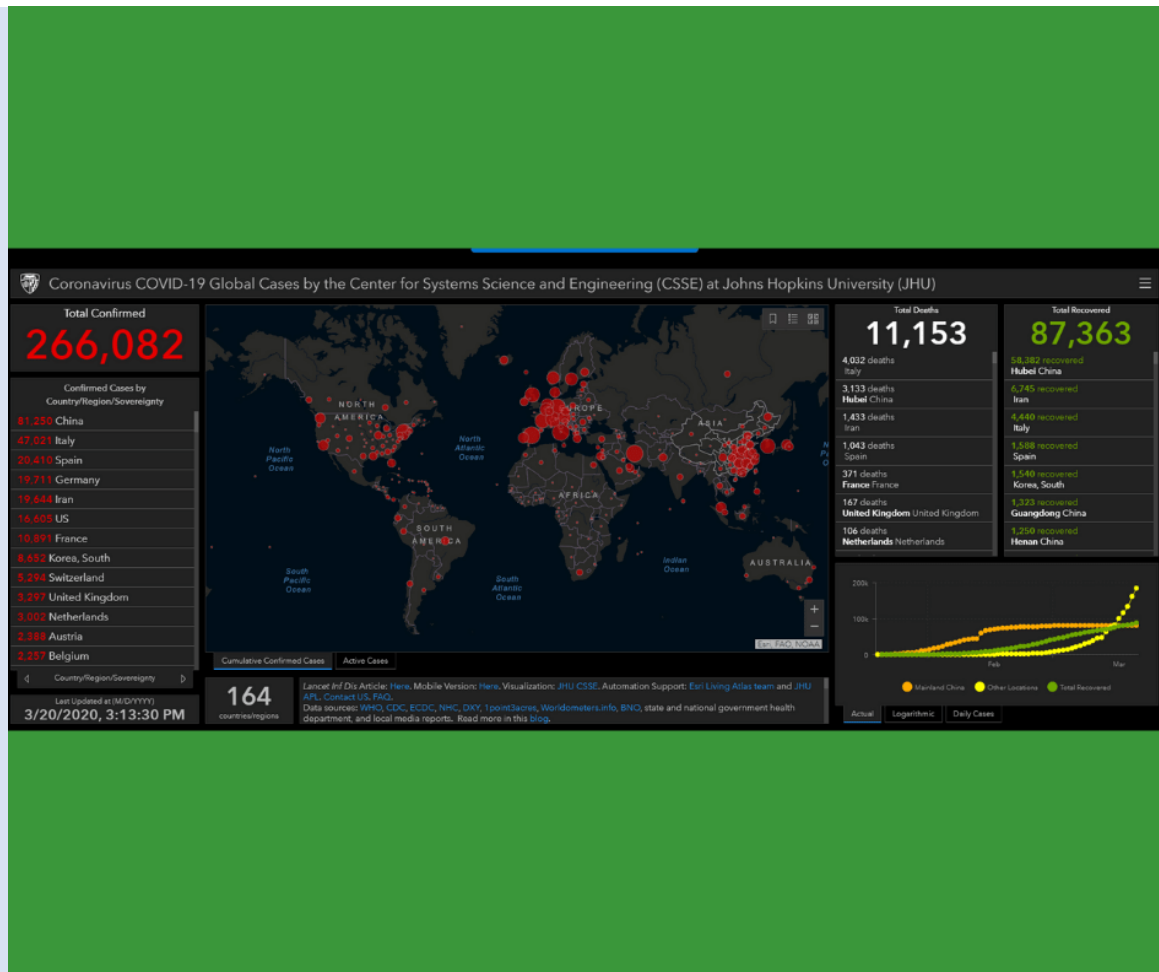 Coronavirus COVID-19 Global Cases by the Center for Systems Science and Engineering (CSSE) at Johns Hopkins University (JHU)
Total Confirmed
266,082
Confirmed Cases by
Country/Region/Sovereignty
81,250 China
47,021 Italy
20,410 Spain
19,711 Germany
19,644 Iran
16,605 US
10,891 France
8,652 Korea, South
5,294 Switzerland
3,297 United Kingdom
3,002 Netherlands
2,388 Austria
2,257 Belgium
Country/Region/Sovereignty
Last Updated at (M/D/YYYY)
3/20/2020, 3:13:30 PM
NORTH
AMERICA
EUROPE
ASIA
North
Pacific
Ocean
North
Atlantic
Ocean
N
P
O
AFRICA
SOUTH
AMERICA
Indian
Ocean
AUSTRALIA
South
Pacific
Ocean
South
Atlantic
Ocean
+
−
Esri, FAO, NOAA
Cumulative Confirmed Cases
Active Cases
164
countries/regions
Lancet Inf Dis Article: Here. Mobile Version: Here. Visualization: JHU CSSE. Automation Support: Esri Living Atlas team and JHU
APL. Contact US. FAQ.
Data sources: WHO, CDC, ECDC, NHC, DXY, 1point3acres, Worldometers.info, BNO, state and national government health
department, and local media reports. Read more in this blog.
Total Deaths
11,153
4,032 deaths
Italy
3,133 deaths
Hubei China
1,433 deaths
Iran
1,043 deaths
Spain
371 deaths
France France
167 deaths
United Kingdom United Kingdom
106 deaths
Netherlands Netherlands
Total Recovered
87,363
58,382 recovered
Hubei China
6,745 recovered
Iran
4,440 recovered
Italy
1,588 recovered
Spain
1,540 recovered
Korea, South
1,323 recovered
Guangdong China
1,250 recovered
Henan China
200k
100k
0
Feb
Mar
Mainland China
Other Locations
Total Recovered
Actual
Logarithmic
Daily Cases